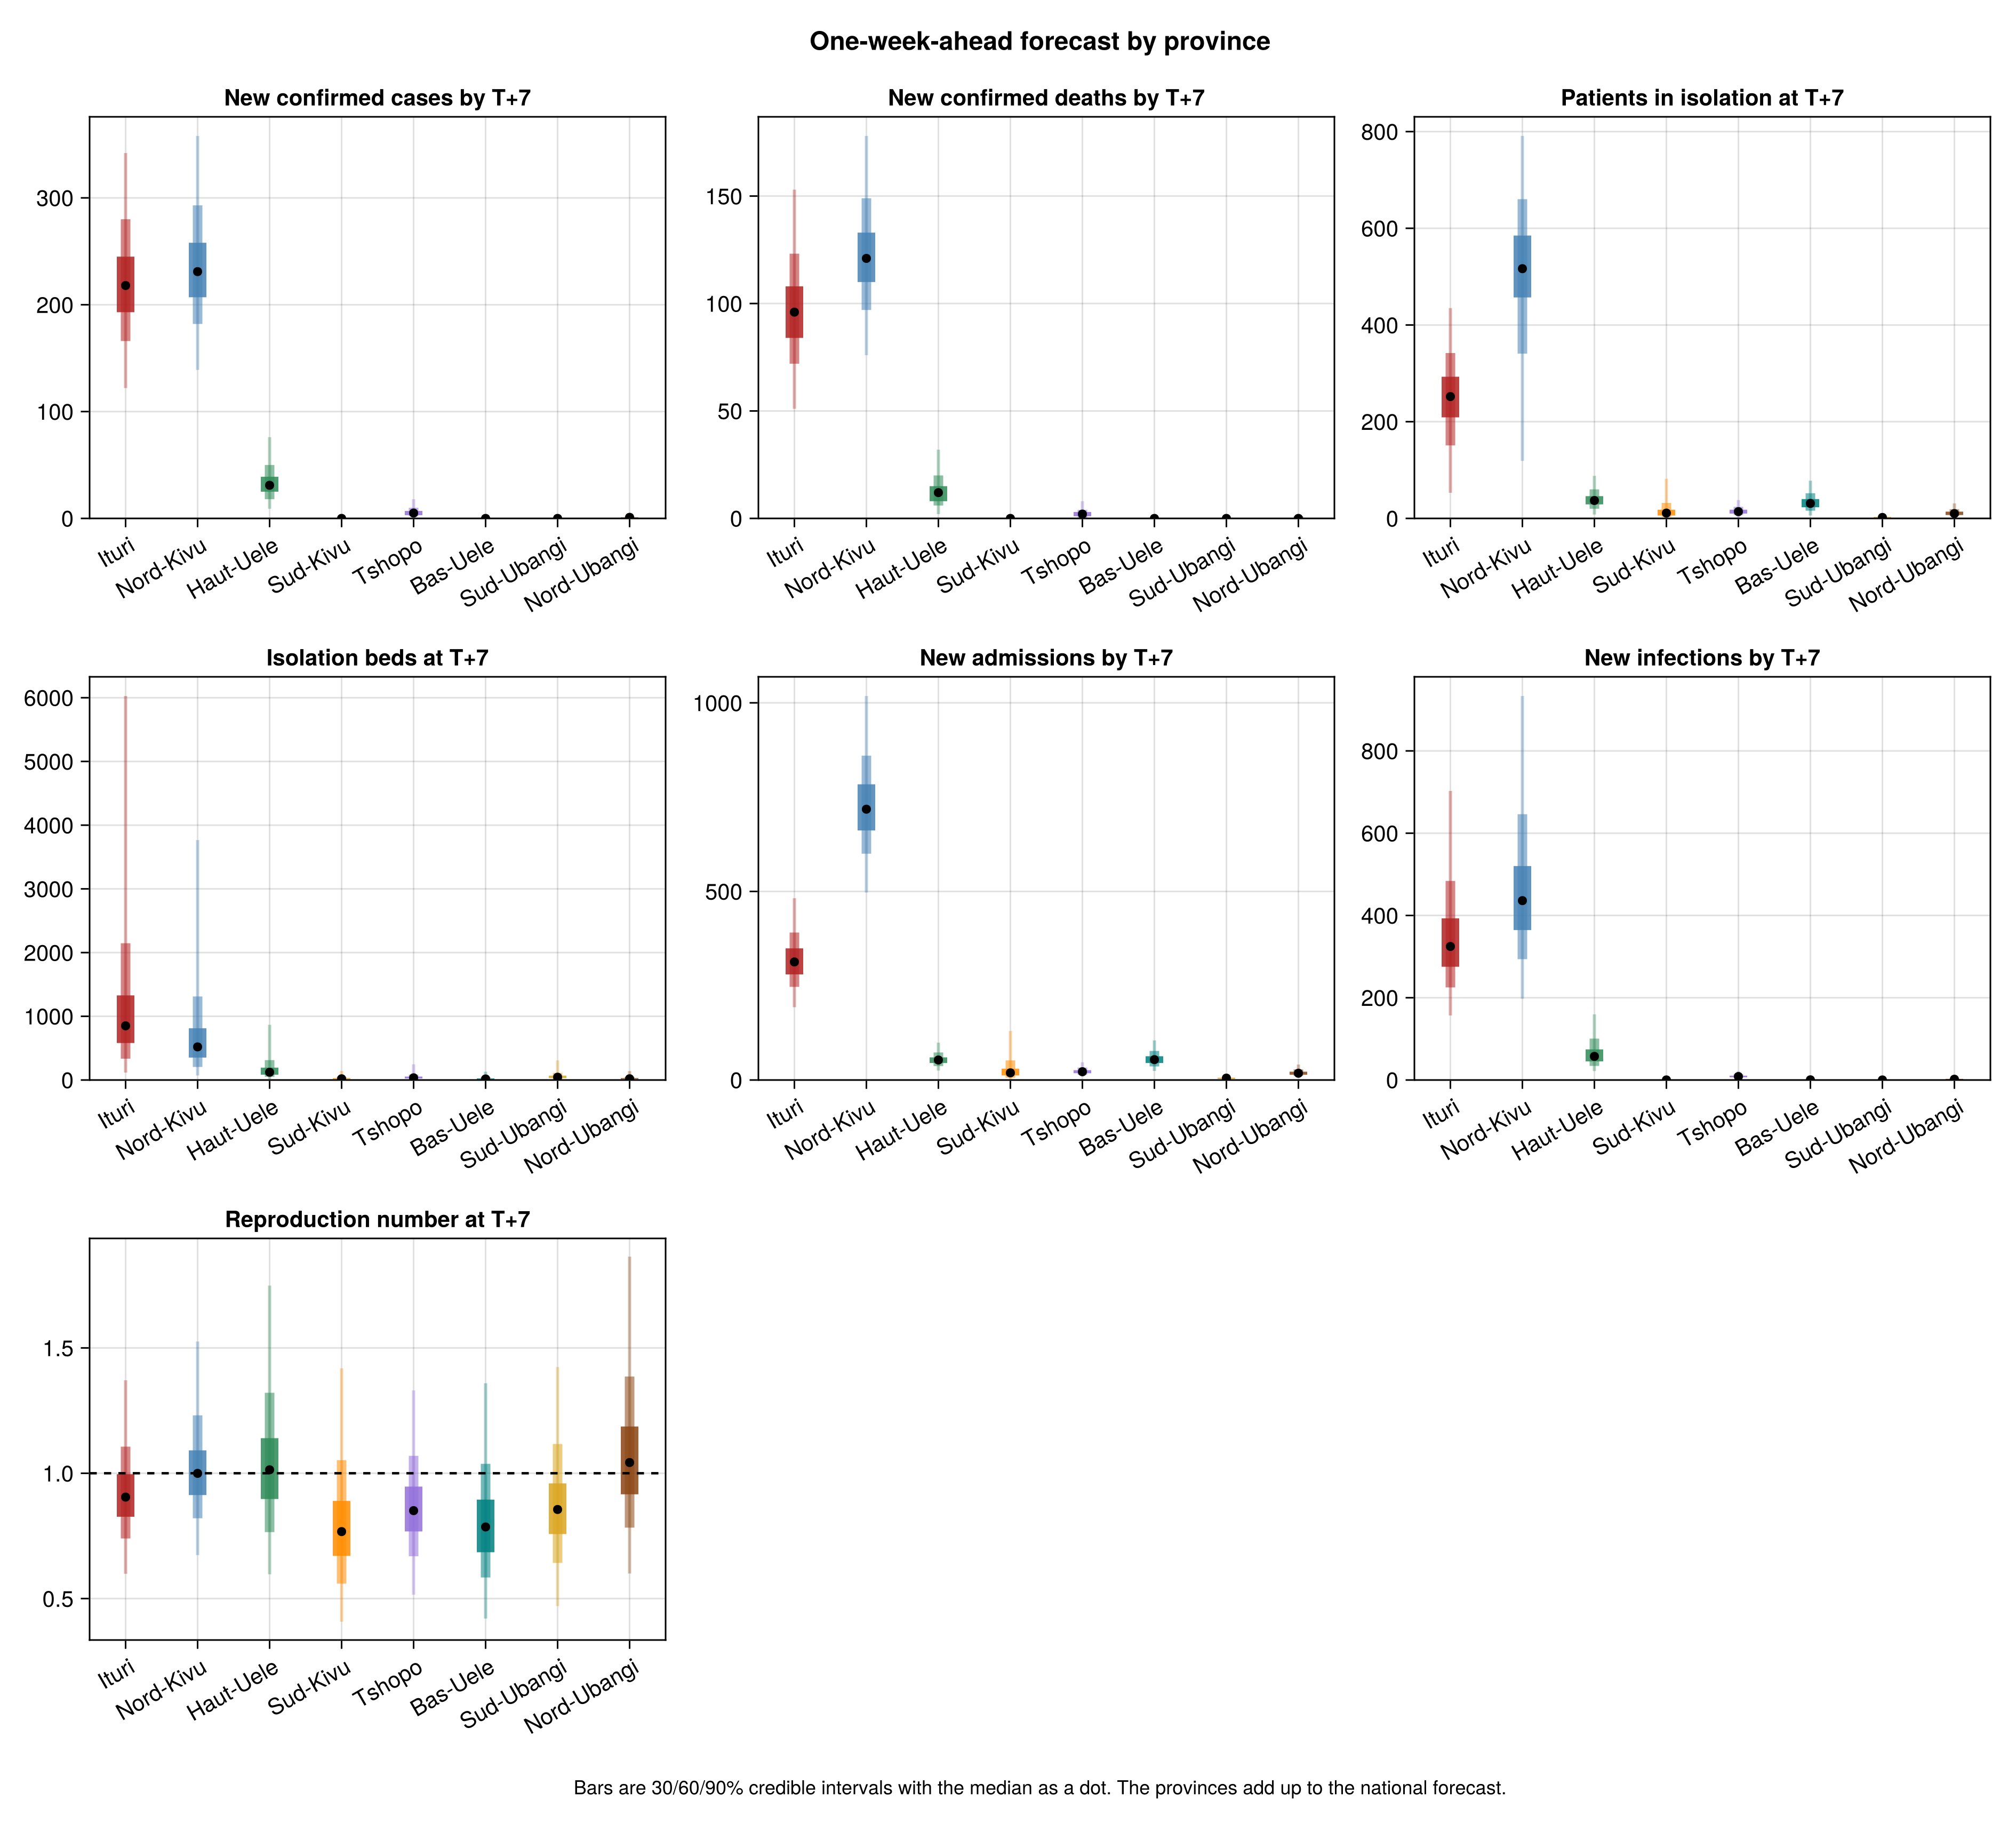 One-week-ahead forecast by province
New confirmed cases by T+7
300
200
100
0
Ituri
Nord-Kivu
Haut-Uele
Sud-Kivu
Tshopo
Bas-Uele
Sud-Ubangi
Nord-Ubangi
New confirmed deaths by T+7
150
100
50
0
Ituri
Nord-Kivu
Haut-Uele
Sud-Kivu
Tshopo
Bas-Uele
Sud-Ubangi
Nord-Ubangi
Patients in isolation at T+7
800
600
400
200
0
Ituri
Nord-Kivu
Haut-Uele
Sud-Kivu
Tshopo
Bas-Uele
Sud-Ubangi
Nord-Ubangi
Isolation beds at T+7
6000
5000
4000
3000
2000
1000
0
Ituri
Nord-Kivu
Haut-Uele
Sud-Kivu
Tshopo
Bas-Uele
Sud-Ubangi
Nord-Ubangi
New admissions by T+7
1000
500
0
Ituri
Nord-Kivu
Haut-Uele
Sud-Kivu
Tshopo
Bas-Uele
Sud-Ubangi
Nord-Ubangi
New infections by T+7
800
600
400
200
0
Ituri
Nord-Kivu
Haut-Uele
Sud-Kivu
Tshopo
Bas-Uele
Sud-Ubangi
Nord-Ubangi
Reproduction number at T+7
1.5
1.0
0.5
Ituri
Nord-Kivu
Haut-Uele
Sud-Kivu
Tshopo
Bas-Uele
Sud-Ubangi
Nord-Ubangi
Bars are 30/60/90% credible intervals with the median as a dot. The provinces add up to the national forecast.